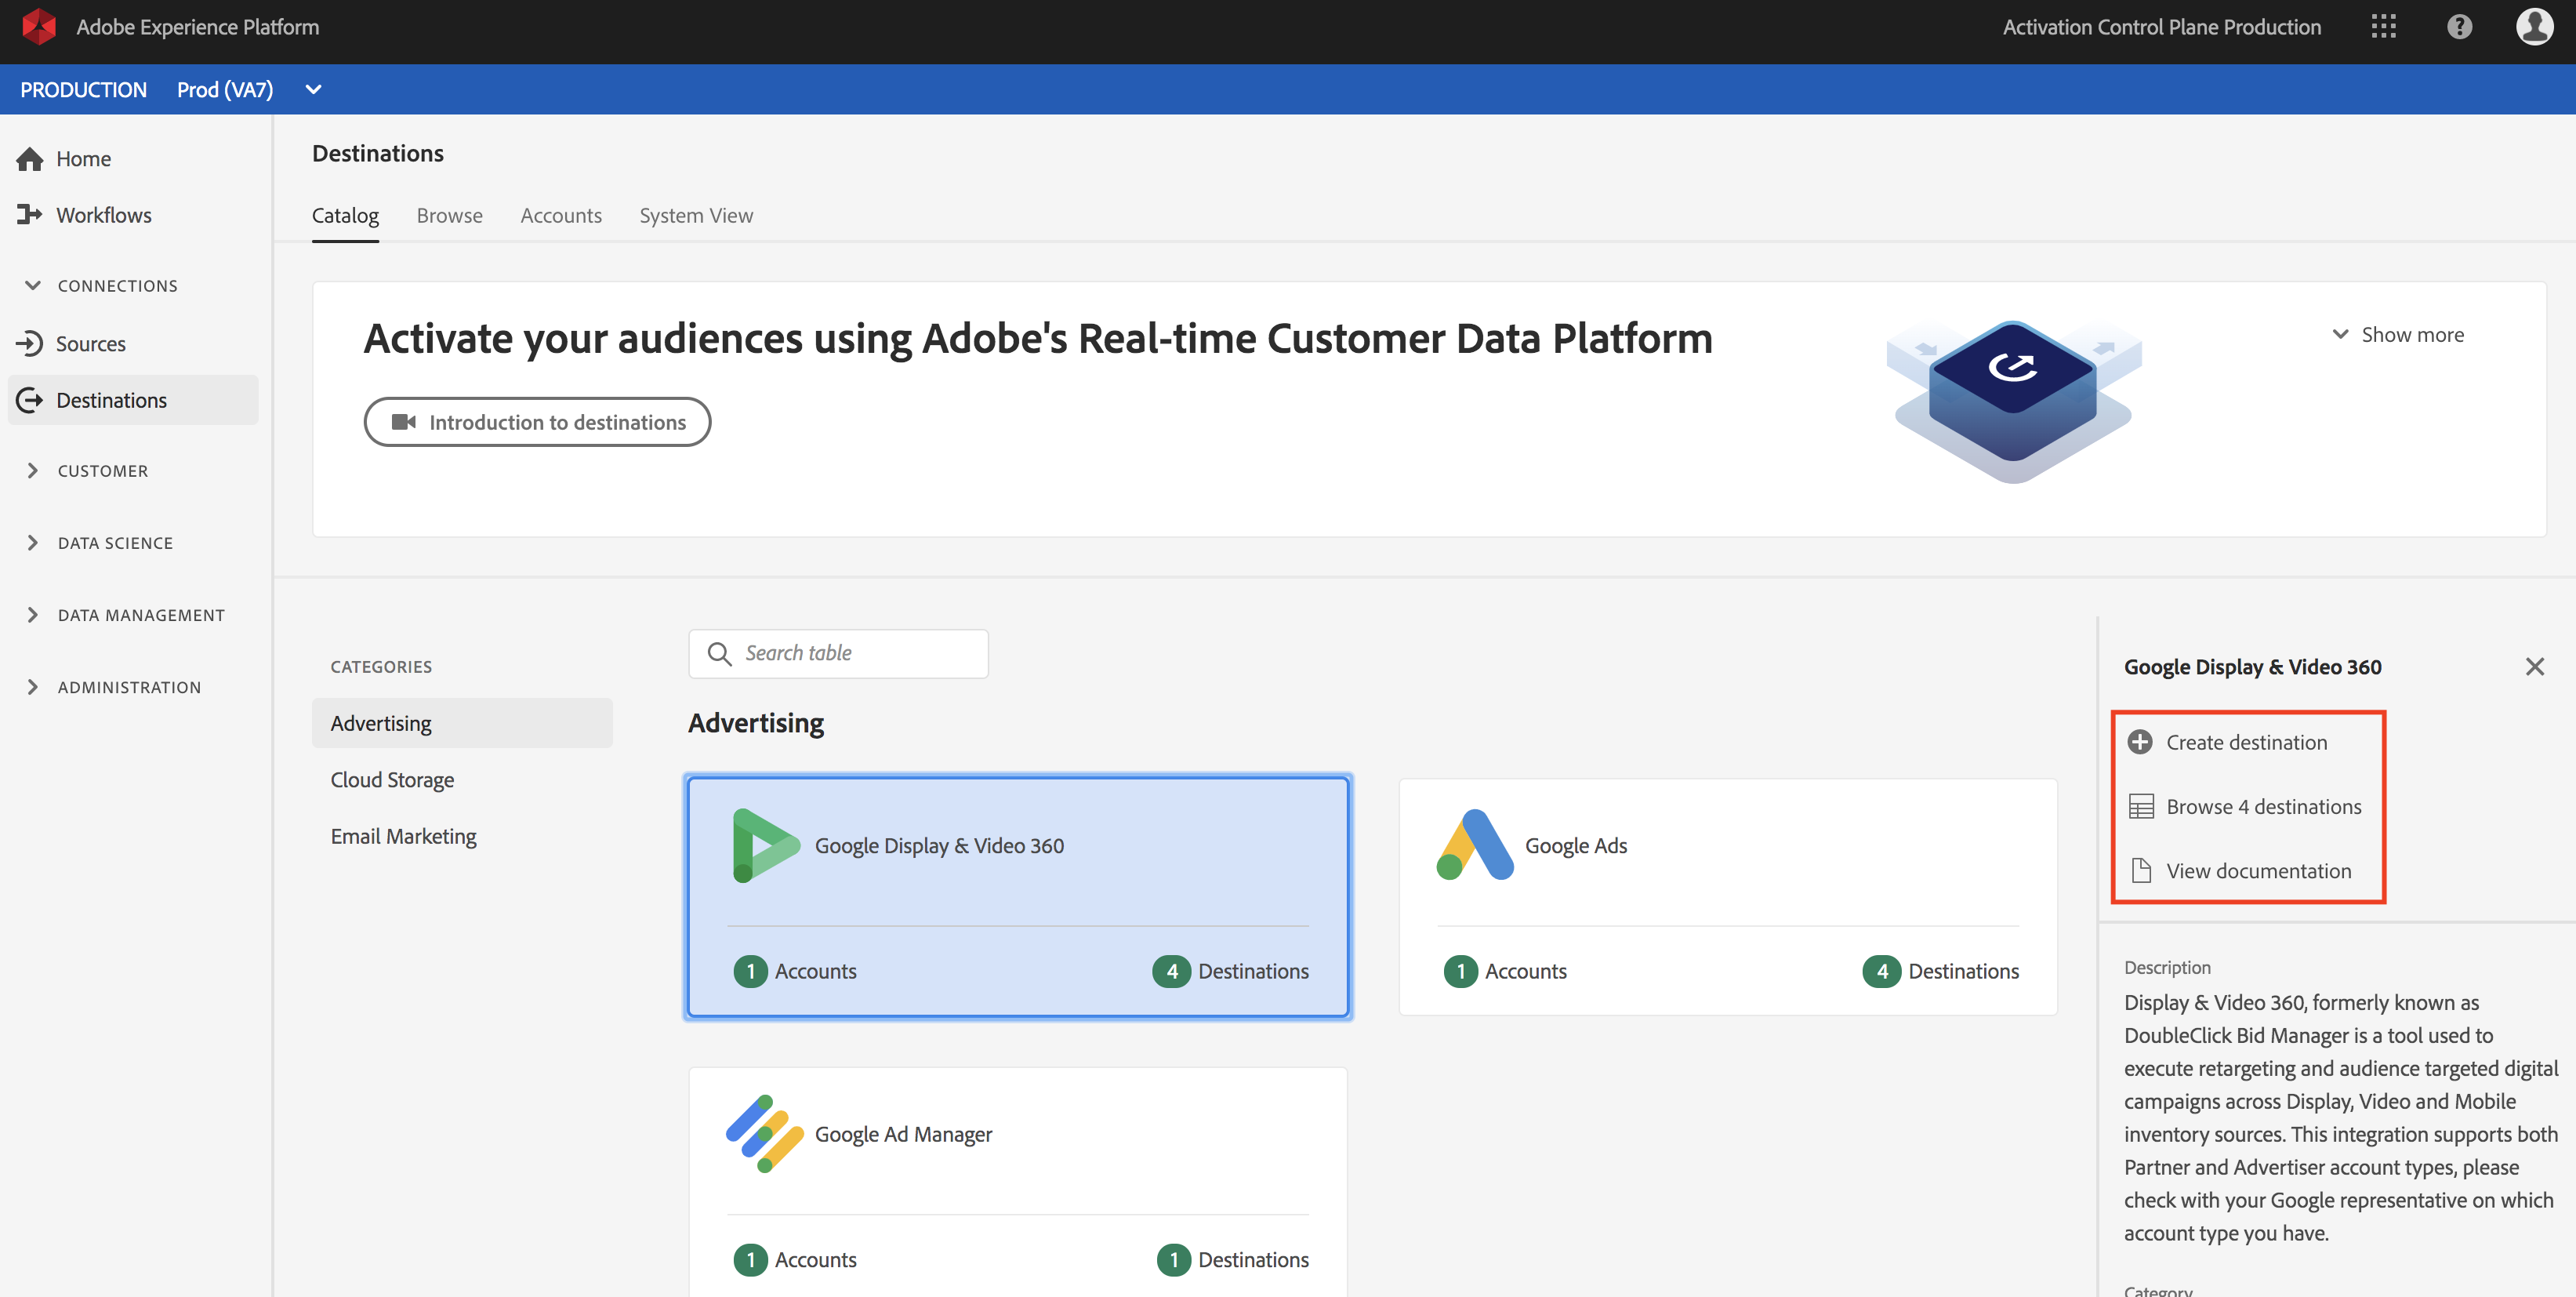 Adobe Experience Platform
Activation Control Plane Production
PRODUCTION Prod (VA7)
Home
Workflows
CONNECTIONS
Sources
Destinations
CUSTOMER
DATA SCIENCE
DATA MANAGEMENT
ADMINISTRATION
Destinations
Catalog Browse Accounts System View
Activate your audiences using Adobe's Real-time Customer Data Platform
Show more
Introduction to destinations
CATEGORIES
Advertising
Cloud Storage
Email Marketing
Search table
Advertising
Google Display & Video 360
1 Accounts 4 Destinations
Google Ads
1 Accounts 4 Destinations
Google Ad Manager
1 Accounts 1 Destinations
Google Display & Video 360
Create destination
Browse 4 destinations
View documentation
Description
Display & Video 360, formerly known as
DoubleClick Bid Manager is a tool used to
execute retargeting and audience targeted digital
campaigns across Display, Video and Mobile
inventory sources. This integration supports both
Partner and Advertiser account types, please
check with your Google representative on which
account type you have.
Category